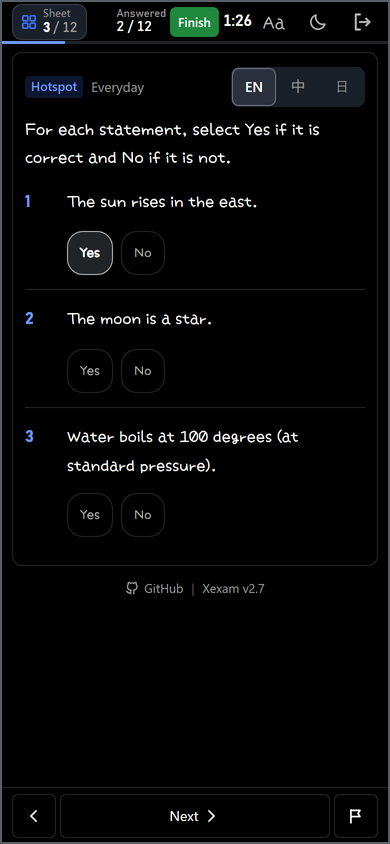 Sheet
3 / 12
Answered
2 / 12
Finish
1:26
Aa
Hotspot
Everyday
EN
中
日
For each statement, select Yes if it is
correct and No if it is not.
1
The sun rises in the east.
Yes
No
2
The moon is a star.
Yes
No
3
Water boils at 100 degrees (at
standard pressure).
Yes
No
GitHub | Xexam v2.7
Next